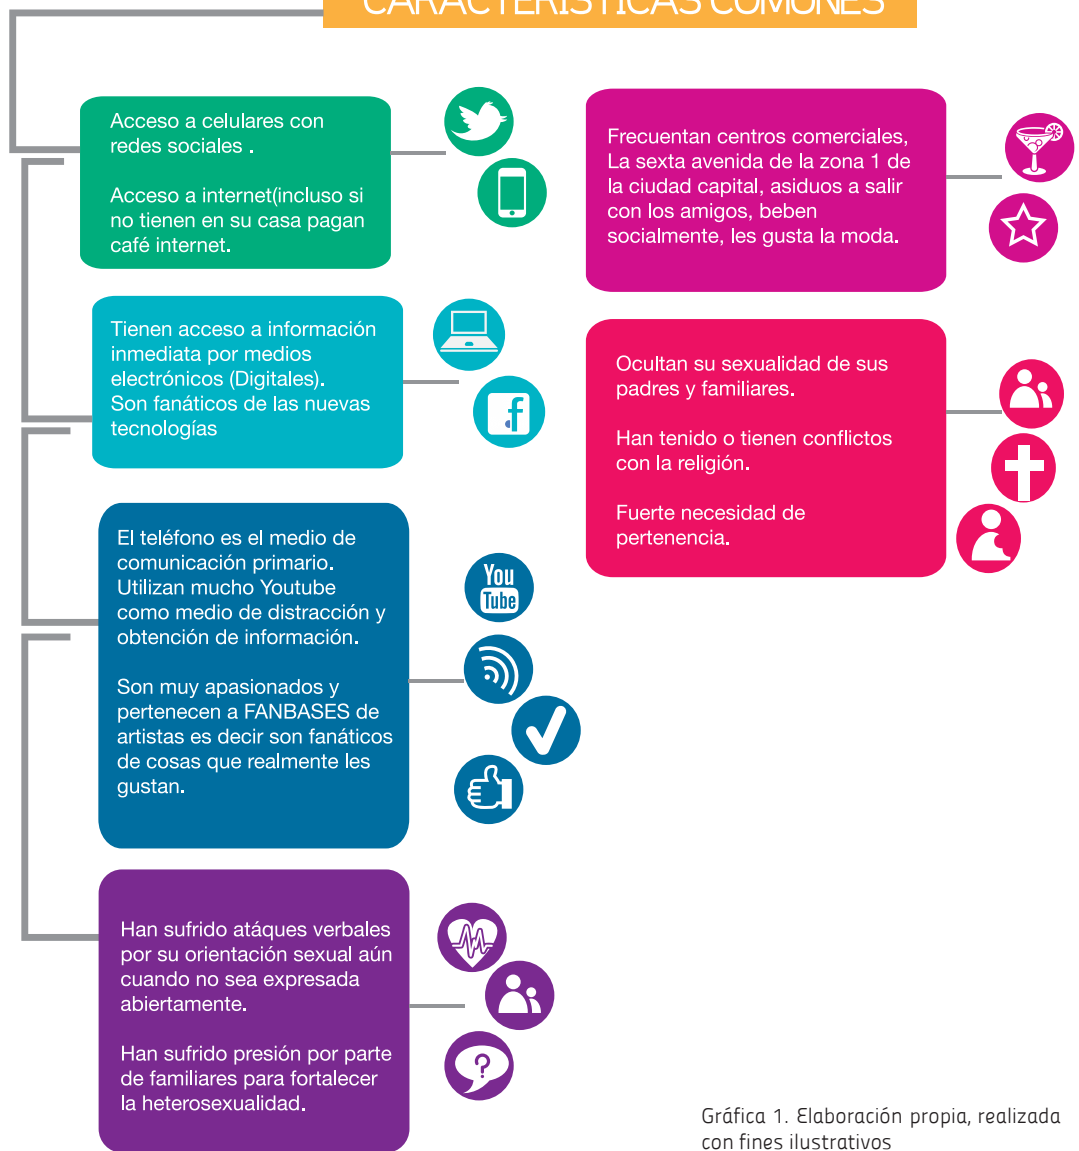 CARACTERÍSTICAS COMUNES
Acceso a celulares con
redes sociales .
Acceso a internet(incluso si
no tienen en su casa pagan
café internet.
Tienen acceso a información
inmediata por medios
electrónicos (Digitales).
Son fanáticos de las nuevas
tecnologías
El teléfono es el medio de
comunicación primario.
Utilizan mucho Youtube
como medio de distracción y
obtención de información.
Son muy apasionados y
pertenecen a FANBASES de
artistas es decir son fanáticos
de cosas que realmente les
gustan.
You
Tube
Han sufrido atáques verbales
por su orientación sexual aún
cuando no sea expresada
abiertamente.
Han sufrido presión por parte
de familiares para fortalecer
la heterosexualidad.
?
Frecuentan centros comerciales,
La sexta avenida de la zona 1 de
la ciudad capital, asiduos a salir
con los amigos, beben
socialmente, les gusta la moda.
Ocultan su sexualidad de sus
padres y familiares.
Han tenido o tienen conflictos
con la religión.
Fuerte necesidad de
pertenencia.
Gráfica 1. Elaboración propia, realizada
con fines ilustrativos